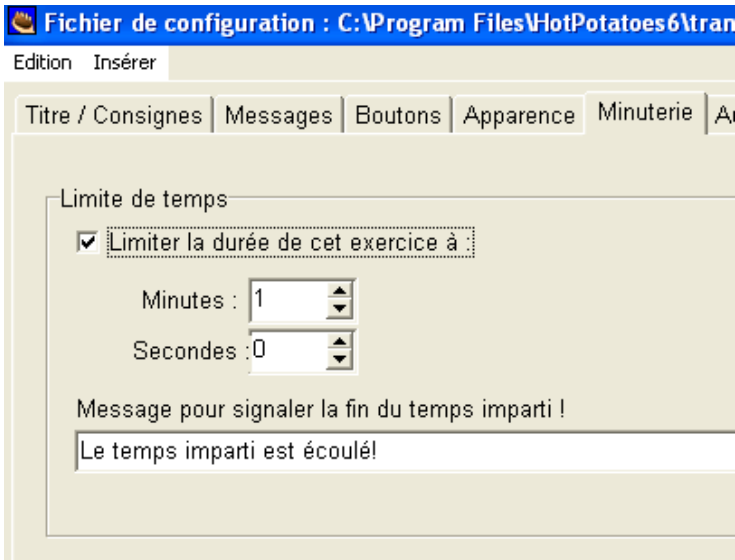 Fichier de configuration : C:\Program Files\HotPotatoes6\tran
Edition Insérer
Titre / Consignes Messages Boutons Apparence Minuterie
Limite de temps
Limiter la durée de cet exercice à :
Minutes : 1
Secondes : 0
Message pour signaler la fin du temps imparti !
Le temps imparti est écoulé!